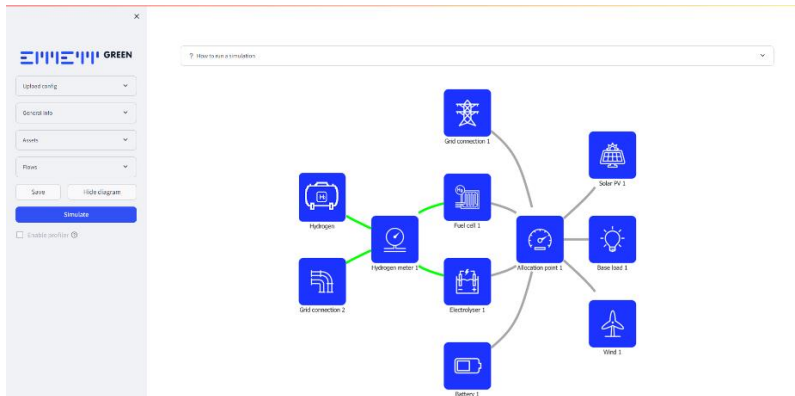 GREEN
Upload config
General info
Assets
Flows
Save
Hide diagram
Simulate
Enable profiler
? How to run a simulation
Grid connection 1
Solar PV 1
Hydrogen
Fuel cell 1
Hydrogen meter 1
Allocation point 1
Base load 1
Grid connection 2
Electrolyser 1
Wind 1
Battery 1